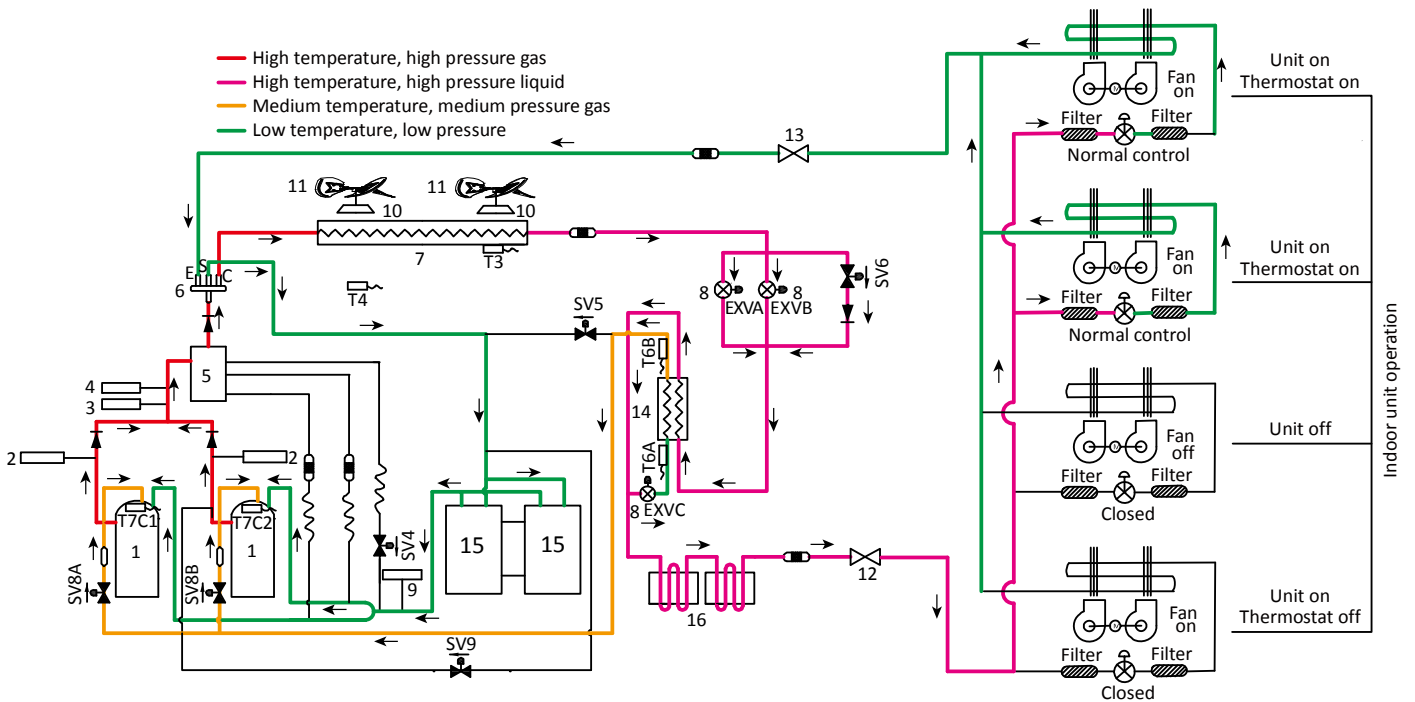 High temperature, high pressure gas
High temperature, high pressure liquid
Medium temperature, medium pressure gas
Low temperature, low pressure
13
11
11
10
10
7
T3
T4
E
S
C
6
SV5
8
8
EXVA
EXVB
SV6
T6B
14
T6A
8
EXVC
5
4
3
2
2
T7C1
T7C2
1
1
SV8A
SV8B
SV4
9
15
15
16
12
SV9
Fan
on
Filter
Filter
Normal control
Unit on
Thermostat on
Fan
on
Filter
Filter
Normal control
Unit on
Thermostat on
Fan
off
Filter
Filter
Closed
Unit off
Fan
on
Filter
Filter
Closed
Unit on
Thermostat off
Indoor unit operation
M
M
M
M